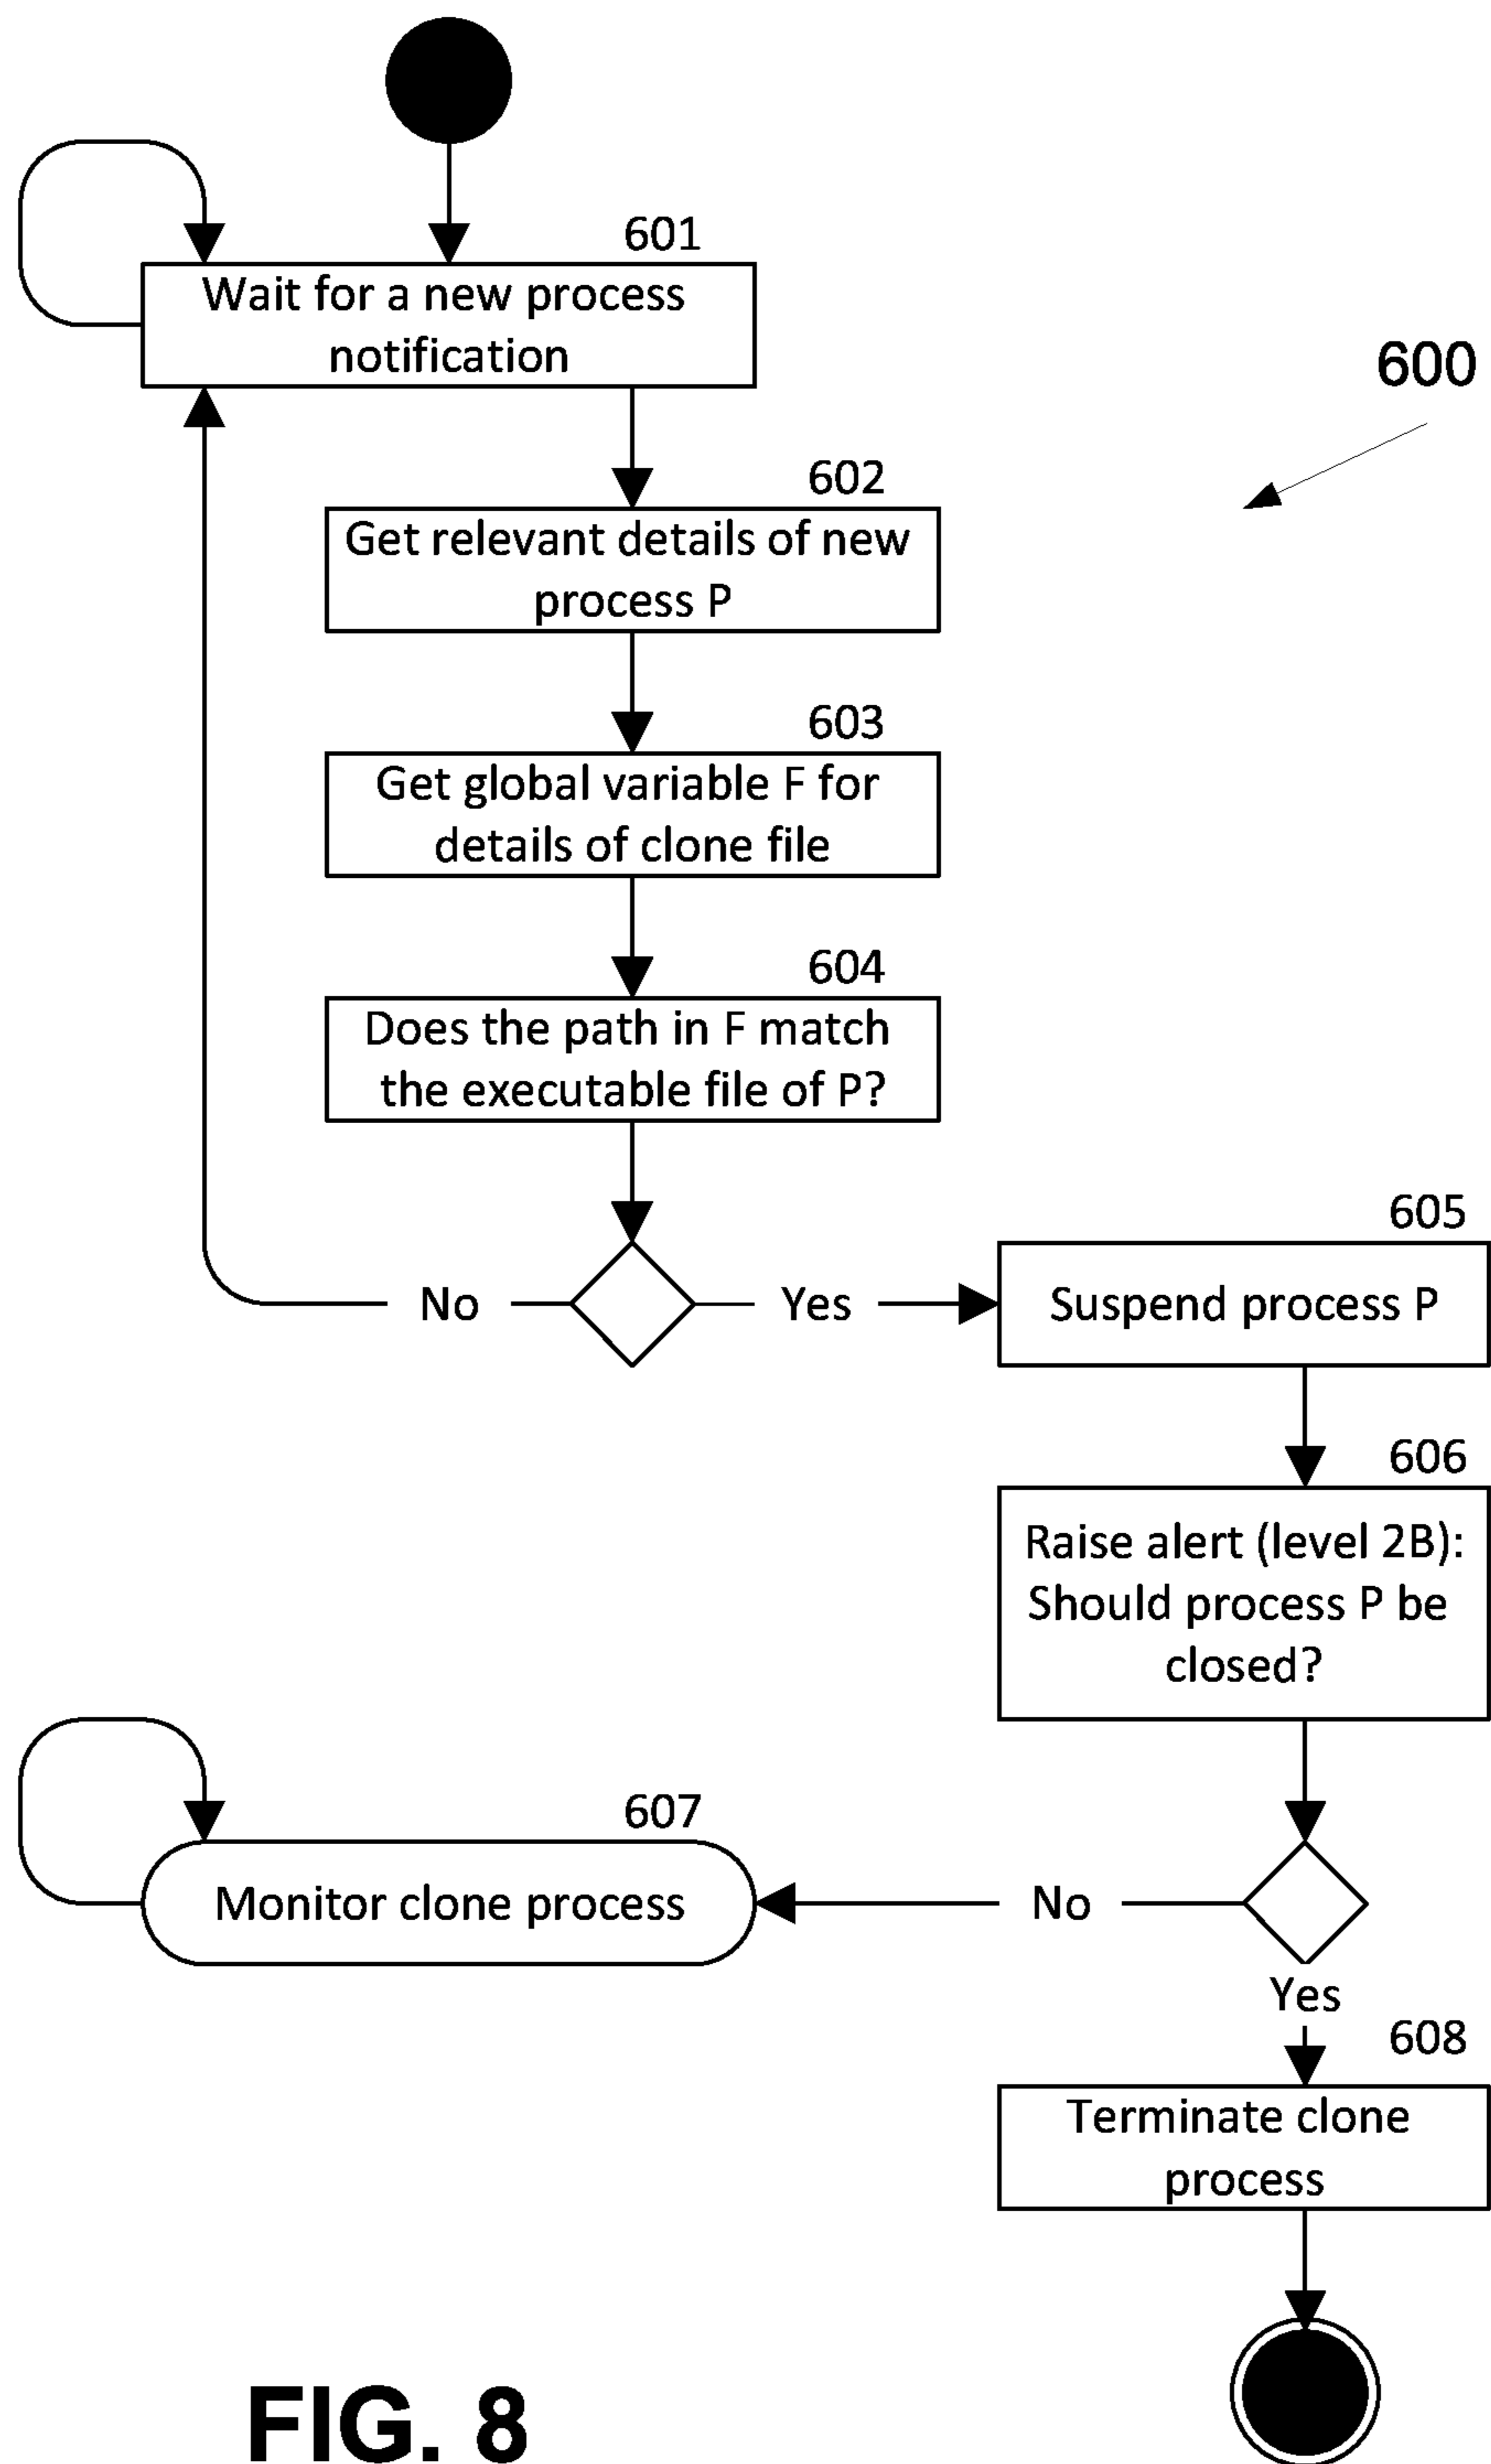 601
Wait for a new process
notification
600
602
Get relevant details of new
process P
603
Get global variable F for
details of clone file
604
Does the path in F match
the executable file of P?
605
No
Yes
Suspend process P
606
Raise alert (level 2B):
Should process P be
closed?
607
Monitor clone process
No
Yes
608
Terminate clone
process
FIG. 8